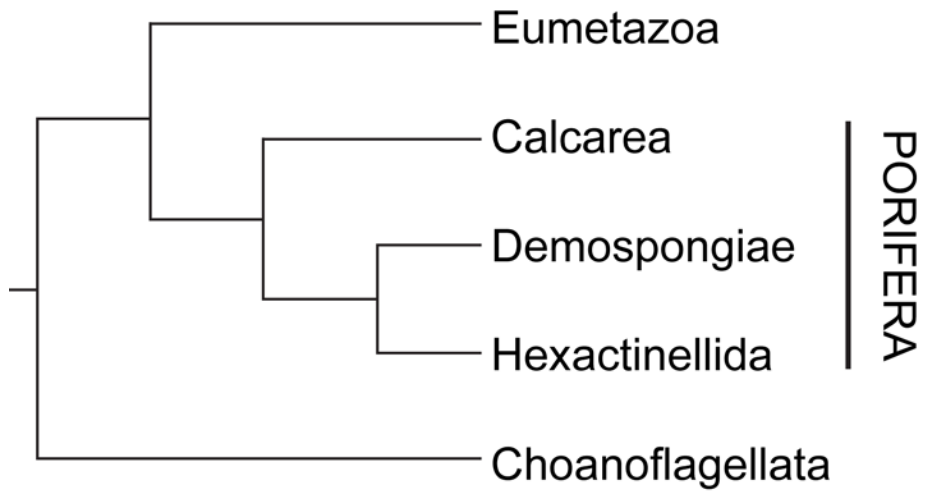 Eumetazoa
Calcarea
Demospongiae
Hexactinellida
Choanoflagellata
PORIFERA